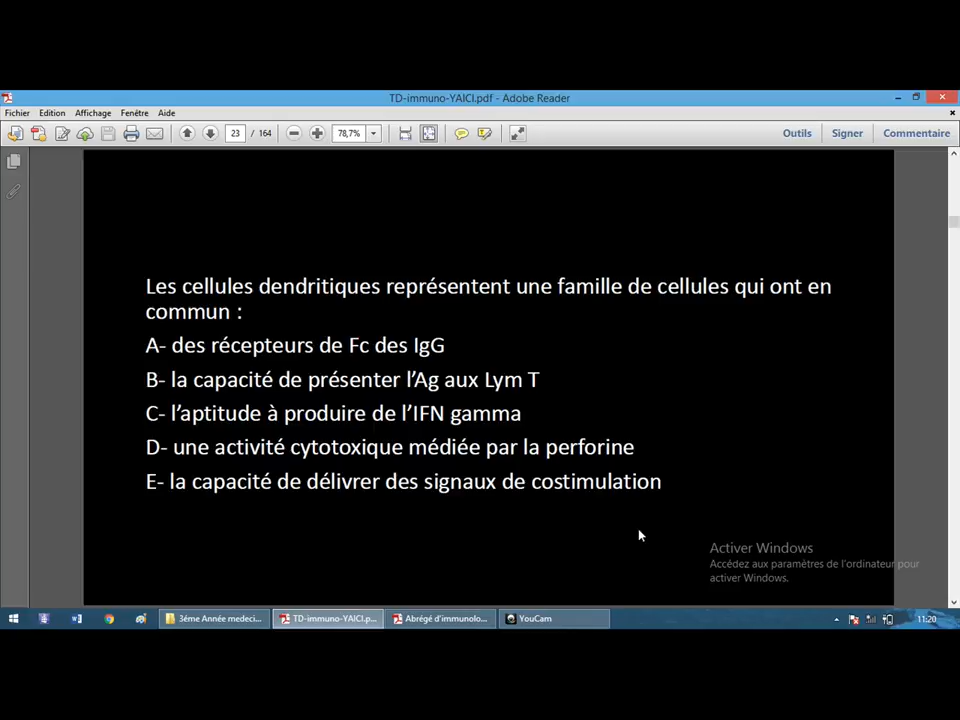 TD-immuno-YAICI.pdf - Adobe Reader
Fichier Edition Affichage Fenêtre Aide
23 / 164 78,7% Outils Signer Commentaire
Les cellules dendritiques représentent une famille de cellules qui ont en
commun :
A- des récepteurs de Fc des IgG
B- la capacité de présenter l'Ag aux Lym T
C- l'aptitude à produire de l'IFN gamma
D- une activité cytotoxique médiée par la perforine
E- la capacité de délivrer des signaux de costimulation
Activer Windows
Accédez aux paramètres de l'ordinateur pour
activer Windows.
3éme Année medeci... TD-immuno-YAICI.p... Abrégé d'immunolo... YouCam 11:20